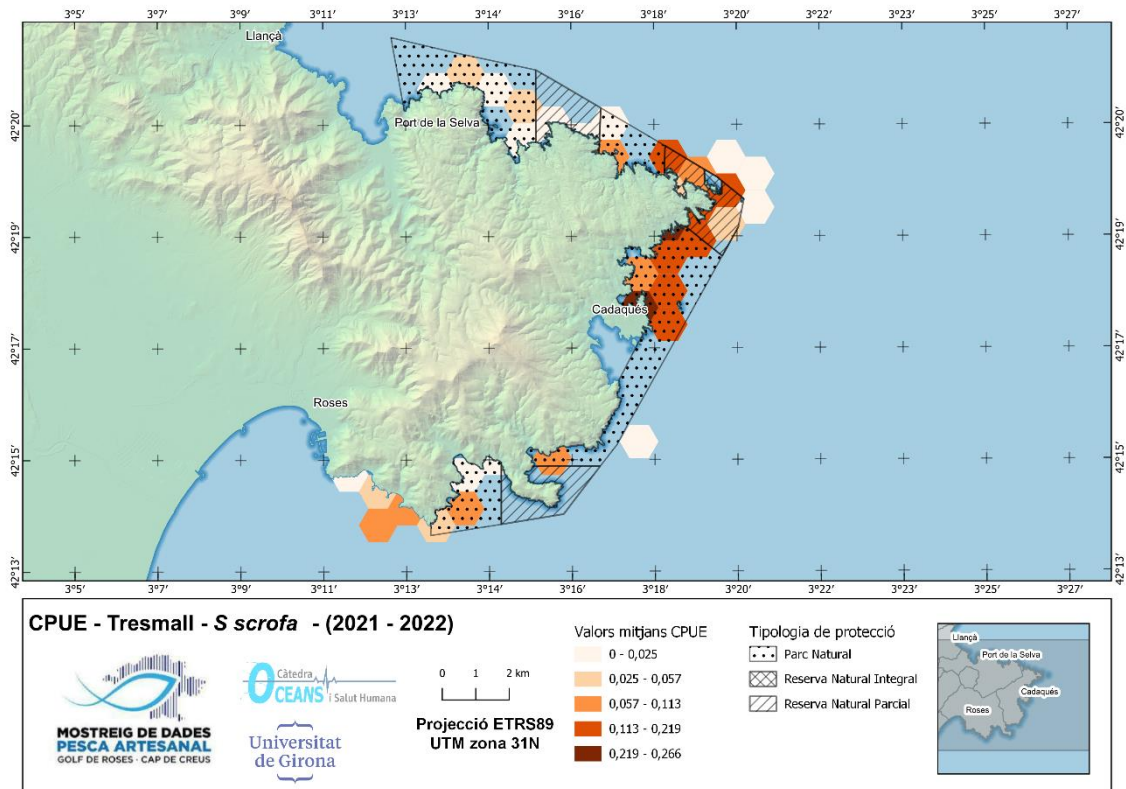 3°5′ 3°7′ 3°9′ 3°11′ 3°13′ 3°14′ 3°16′ 3°18′ 3°20′ 3°22′ 3°23′ 3°25′ 3°27′
Llançà
42°20′ 42°20′
Port de la Selva
42°19′ 42°19′
Cadaqués
42°17′ 42°17′
Roses
42°15′ 42°15′
42°13′ 42°13′
3°5′ 3°7′ 3°9′ 3°11′ 3°13′ 3°14′ 3°16′ 3°18′ 3°20′ 3°22′ 3°23′ 3°25′ 3°27′
CPUE - Tresmall - S scrofa - (2021 - 2022)
MOSTREIG DE DADES
PESCA ARTESANAL
GOLF DE ROSES · CAP DE CREUS
Càtedra
OCEANS i Salut Humana
Universitat
de Girona
0 1 2 km
Projecció ETRS89
UTM zona 31N
Valors mitjans CPUE
0 - 0,025
0,025 - 0,057
0,057 - 0,113
0,113 - 0,219
0,219 - 0,266
Tipologia de protecció
Parc Natural
Reserva Natural Integral
Reserva Natural Parcial
Llançà
Port de la Selva
Cadaqués
Roses